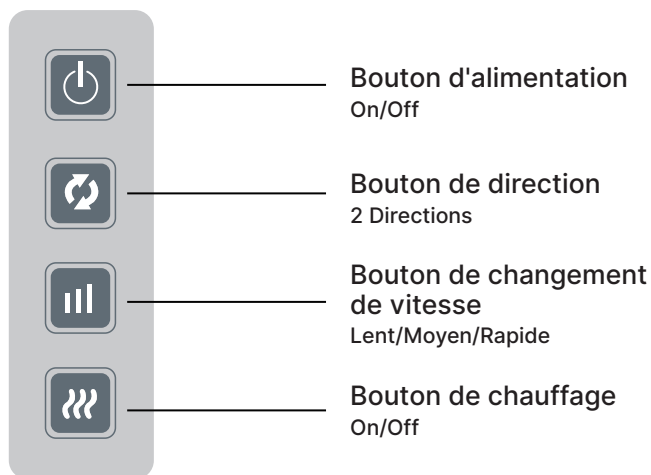 Bouton d'alimentation
On/Off
Bouton de direction
2 Directions
Bouton de changement
de vitesse
Lent/Moyen/Rapide
Bouton de chauffage
On/Off